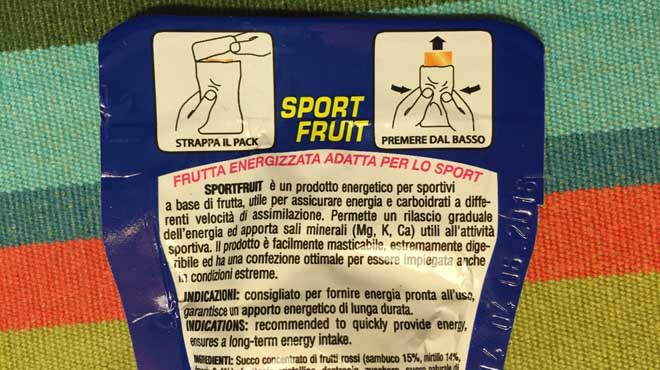 STRAPPA IL PACK
SPORT
FRUIT
PREMERE DAL BASSO
FRUTTA ENERGIZZATA ADATTA PER LO SPORT
SPORTFRUIT è un prodotto energetico per sportivi
a base di frutta, utile per assicurare energia e carboidrati a diffe-
renti velocità di assimilazione. Permette un rilascio graduale
dell'energia ed apporta sali minerali (Mg, K, Ca) utili all'attività
sportiva. Il prodotto è facilmente masticabile, estremamente dige-
ribile ed ha una confezione ottimale per essere impiegata anche
in condizioni estreme.
INDICAZIONI: consigliato per fornire energia pronta all'uso,
garantisce un apporto energetico di lunga durata.
INDICATIONS: recommended to quickly provide energy,
ensures a long-term energy intake.
INGREDIENTI: Succo concentrato di frutti rossi (sambuco 15%, mirtillo 14%,